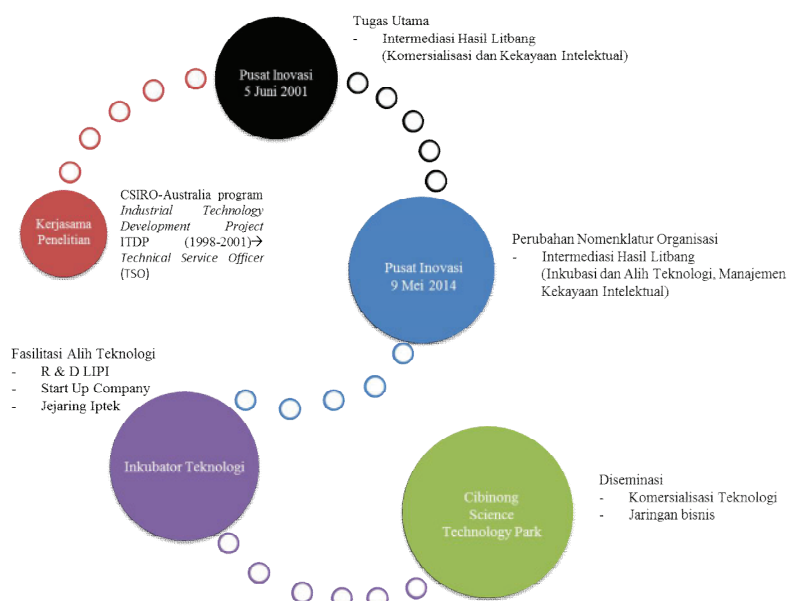 Tugas Utama
- Intermediasi Hasil Litbang
(Komersialisasi dan Kekayaan Intelektual)
Pusat Inovasi
5 Juni 2001
Kerjasama
Penelitian
CSIRO-Australia program
Industrial Technology
Development Project
ITDP (1998-2001)→
Technical Service Officer
(TSO)
Pusat Inovasi
9 Mei 2014
Perubahan Nomenklatur Organisasi
- Intermediasi Hasil Litbang
(Inkubasi dan Alih Teknologi, Manajemen
Kekayaan Intelektual)
Fasilitasi Alih Teknologi
- R & D LIPI
- Start Up Company
- Jejaring Iptek
Inkubator Teknologi
Cibinong
Science
Technology Park
Diseminasi
- Komersialisasi Teknologi
- Jaringan bisnis